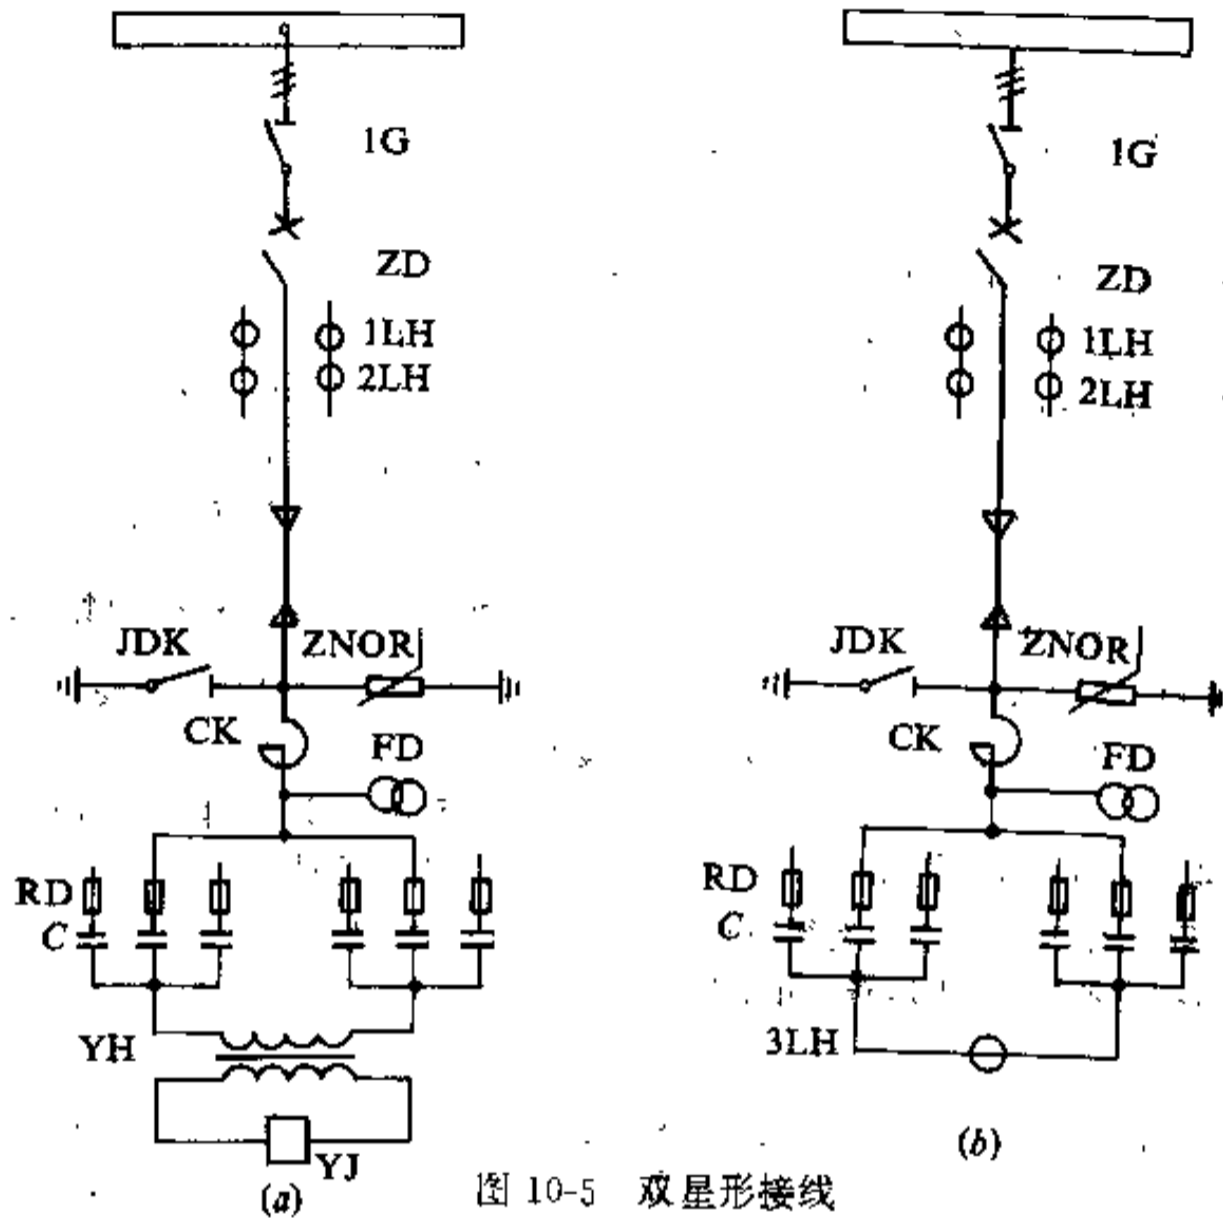 1G
ZD
1LH
2LH
JDK
ZNOR
CK
FD
RD
C
YH
YJ
(a)
1G
ZD
1LH
2LH
JDK
ZNOR
CK
FD
RD
C
3LH
(b)
图 10-5 双星形接线